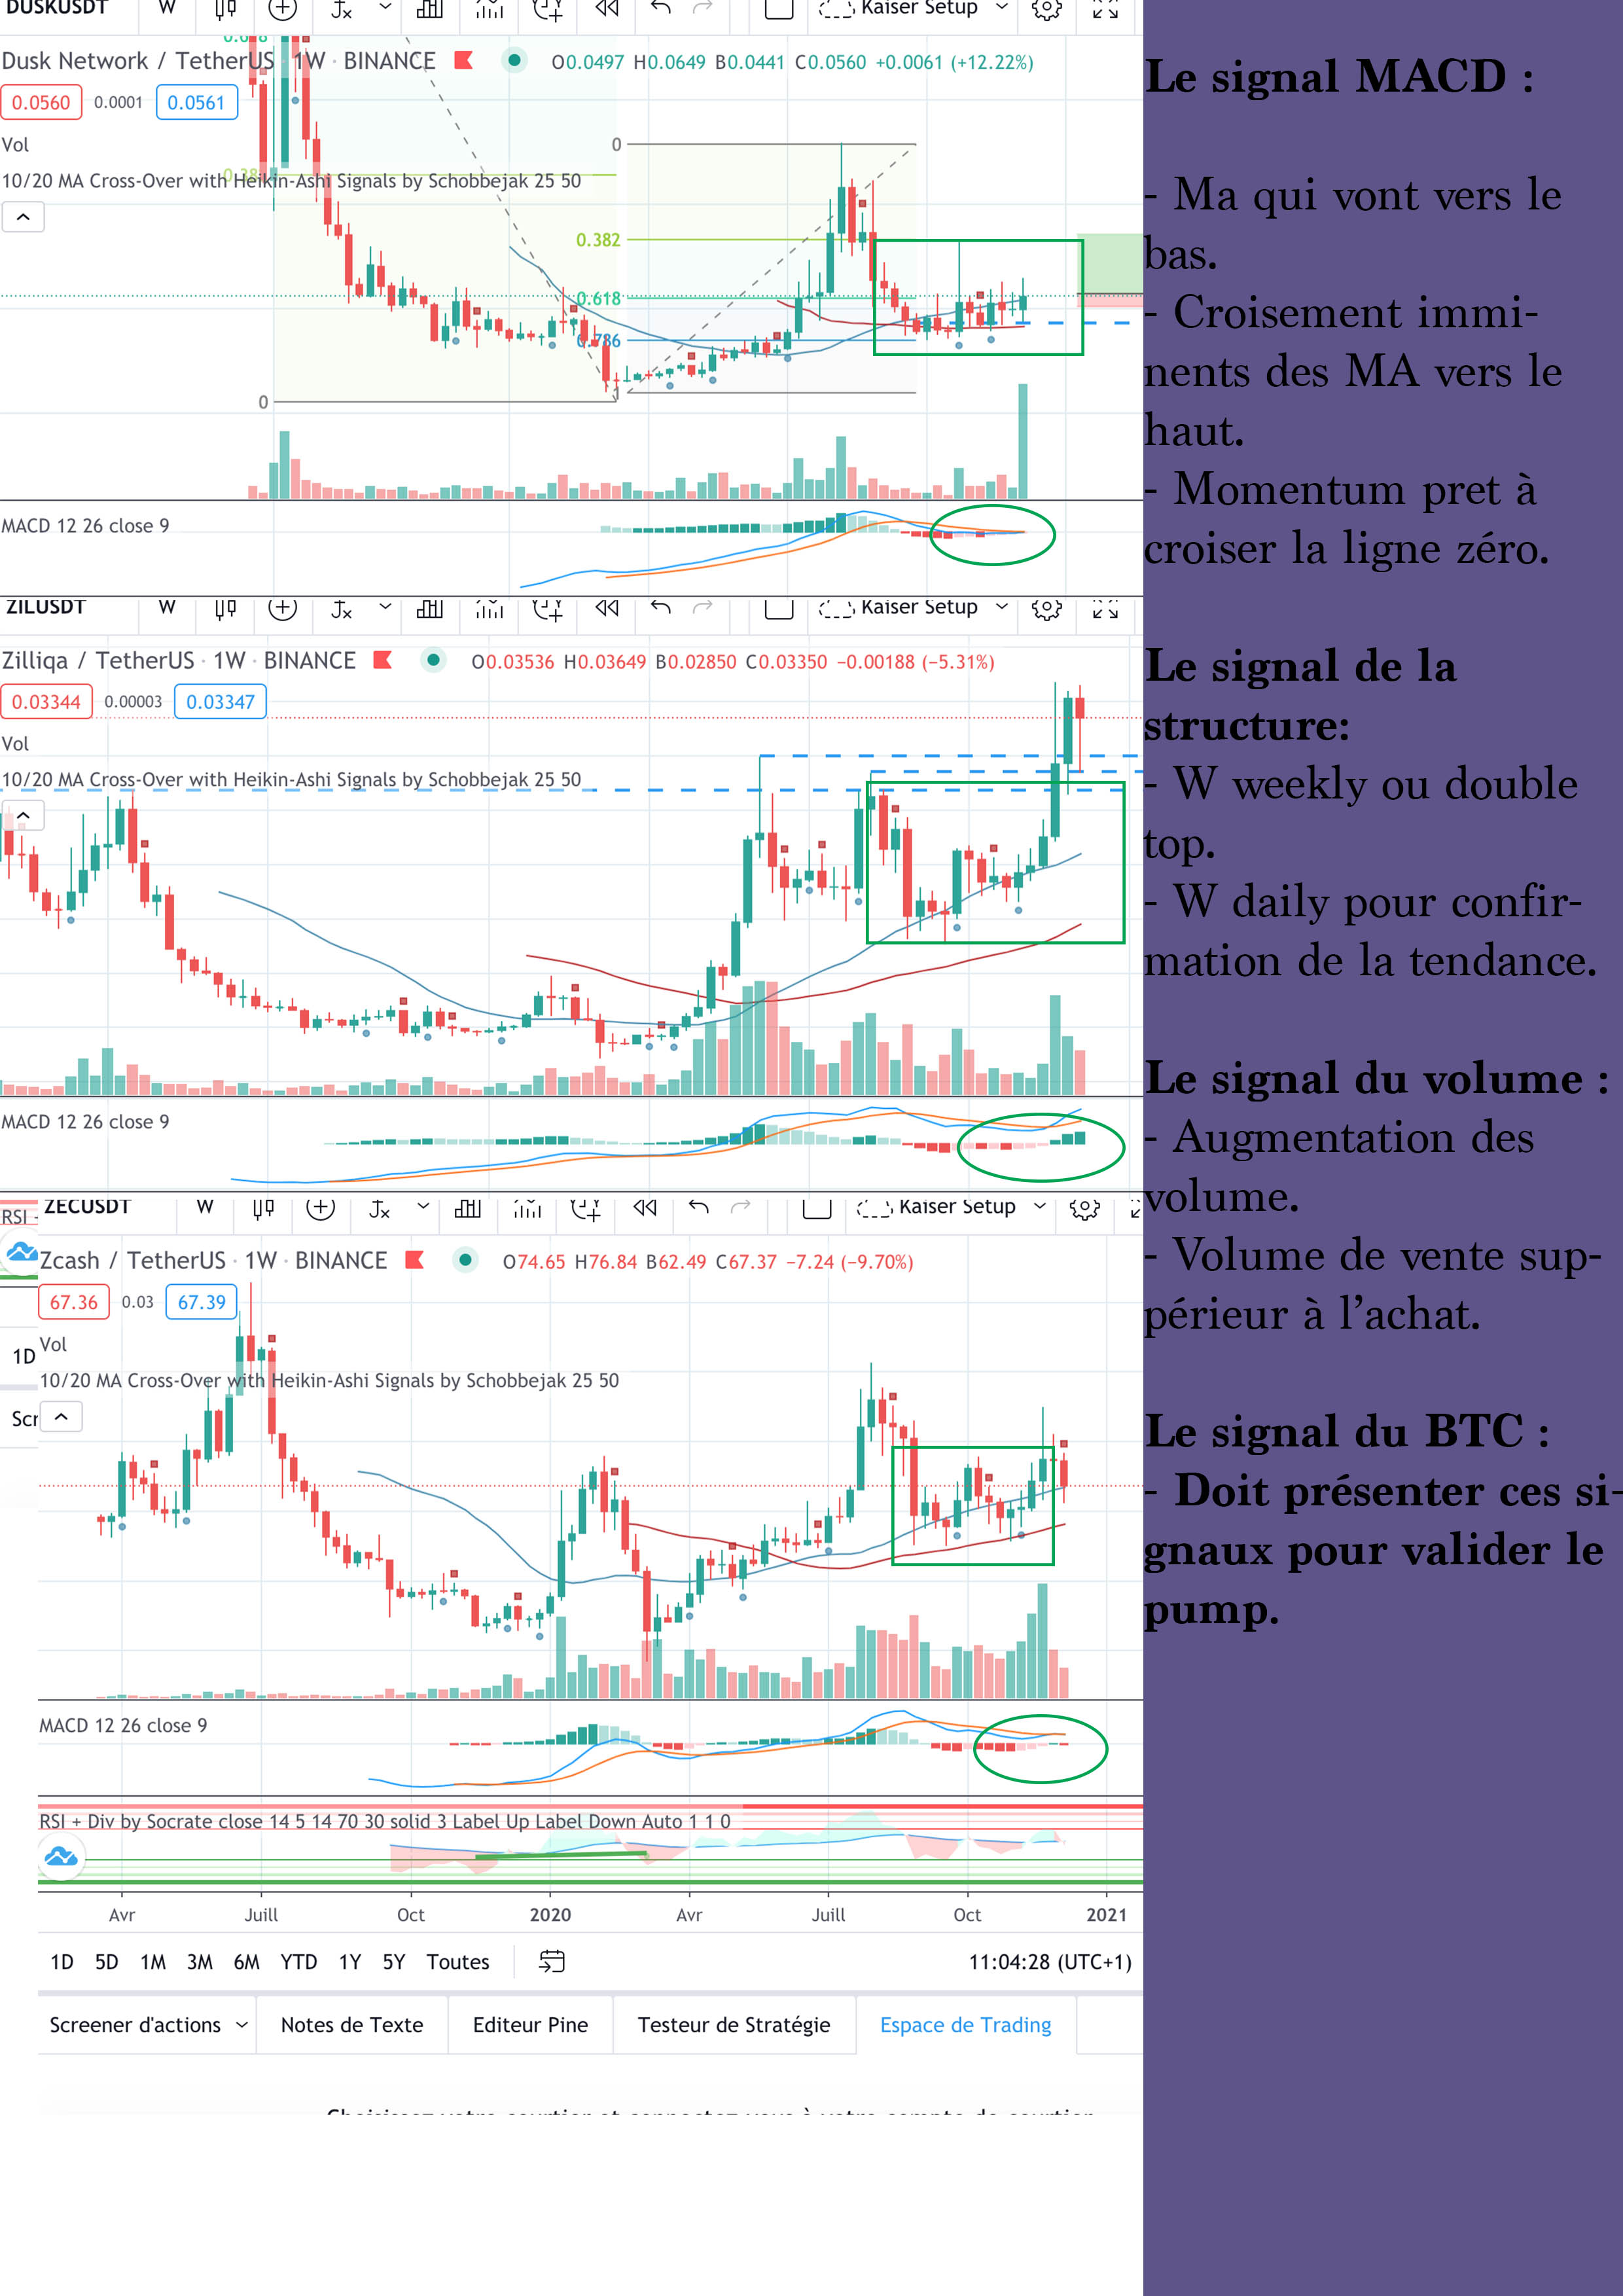 DUSKUSDT W Kaiser Setup
Dusk Network / TetherUS · 1W · BINANCE O0.0497 H0.0649 B0.0441 C0.0560 +0.0061 (+12.22%)
0.0560 0.0001 0.0561
Vol
0
10/20 MA Cross-Over with Heikin-Ashi Signals by Schobbejak 25 50
0.382
0.618
0.786
0
MACD 12 26 close 9
ZILUSDT W Kaiser Setup
Zilliqa / TetherUS · 1W · BINANCE O0.03536 H0.03649 B0.02850 C0.03350 −0.00188 (−5.31%)
0.03344 0.00003 0.03347
Vol
10/20 MA Cross-Over with Heikin-Ashi Signals by Schobbejak 25 50
MACD 12 26 close 9
RSI -
1D
Scr
ZECUSDT W Kaiser Setup
Zcash / TetherUS · 1W · BINANCE O74.65 H76.84 B62.49 C67.37 −7.24 (−9.70%)
67.36 0.03 67.39
Vol
10/20 MA Cross-Over with Heikin-Ashi Signals by Schobbejak 25 50
MACD 12 26 close 9
RSI + Div by Socrate close 14 5 14 70 30 solid 3 Label Up Label Down Auto 1 1 0
Avr Juill Oct 2020 Avr Juill Oct 2021
1D 5D 1M 3M 6M YTD 1Y 5Y Toutes 11:04:28 (UTC+1)
Screener d'actions Notes de Texte Editeur Pine Testeur de Stratégie Espace de Trading
Le signal MACD :
- Ma qui vont vers le
bas.
- Croisement immi-
nents des MA vers le
haut.
- Momentum pret à
croiser la ligne zéro.
Le signal de la
structure:
- W weekly ou double
top.
- W daily pour confir-
mation de la tendance.
Le signal du volume :
- Augmentation des
volume.
- Volume de vente sup-
périeur à l’achat.
Le signal du BTC :
- Doit présenter ces si-
gnaux pour valider le
pump.